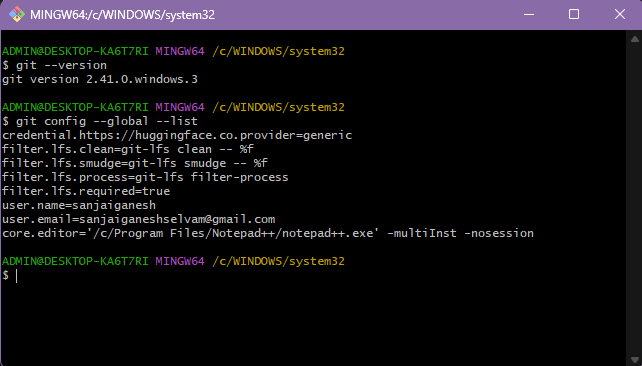 MINGW64:/c/WINDOWS/system32
ADMIN@DESKTOP-KA6T7RI MINGW64 /c/WINDOWS/system32
$ git --version
git version 2.41.0.windows.3
ADMIN@DESKTOP-KA6T7RI MINGW64 /c/WINDOWS/system32
$ git config --global --list
credential.https://huggingface.co.provider=generic
filter.lfs.clean=git-lfs clean -- %f
filter.lfs.smudge=git-lfs smudge -- %f
filter.lfs.process=git-lfs filter-process
filter.lfs.required=true
user.name=sanjaiganesh
user.email=sanjaiganeshselvam@gmail.com
core.editor='/c/Program Files/Notepad++/notepad++.exe' -multiInst -nosession
ADMIN@DESKTOP-KA6T7RI MINGW64 /c/WINDOWS/system32
$